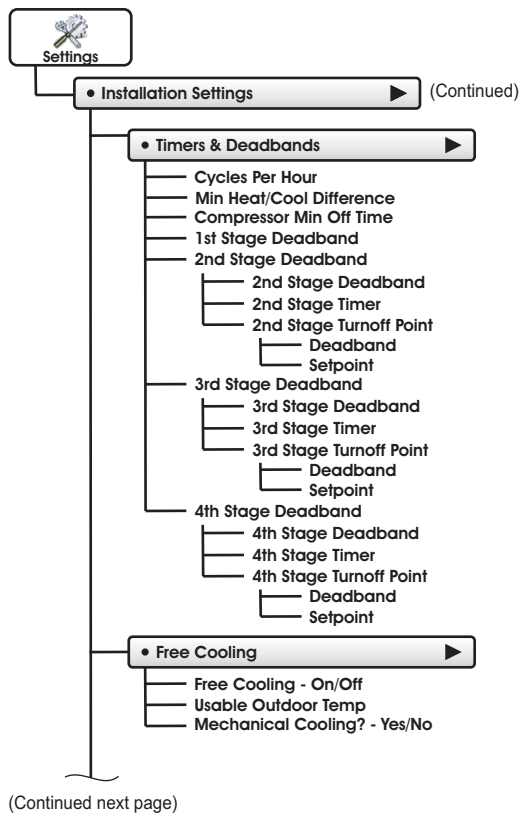 Settings
• Installation Settings
(Continued)
• Timers & Deadbands
Cycles Per Hour
Min Heat/Cool Difference
Compressor Min Off Time
1st Stage Deadband
2nd Stage Deadband
2nd Stage Deadband
2nd Stage Timer
2nd Stage Turnoff Point
Deadband
Setpoint
3rd Stage Deadband
3rd Stage Deadband
3rd Stage Timer
3rd Stage Turnoff Point
Deadband
Setpoint
4th Stage Deadband
4th Stage Deadband
4th Stage Timer
4th Stage Turnoff Point
Deadband
Setpoint
• Free Cooling
Free Cooling - On/Off
Usable Outdoor Temp
Mechanical Cooling? - Yes/No
(Continued next page)